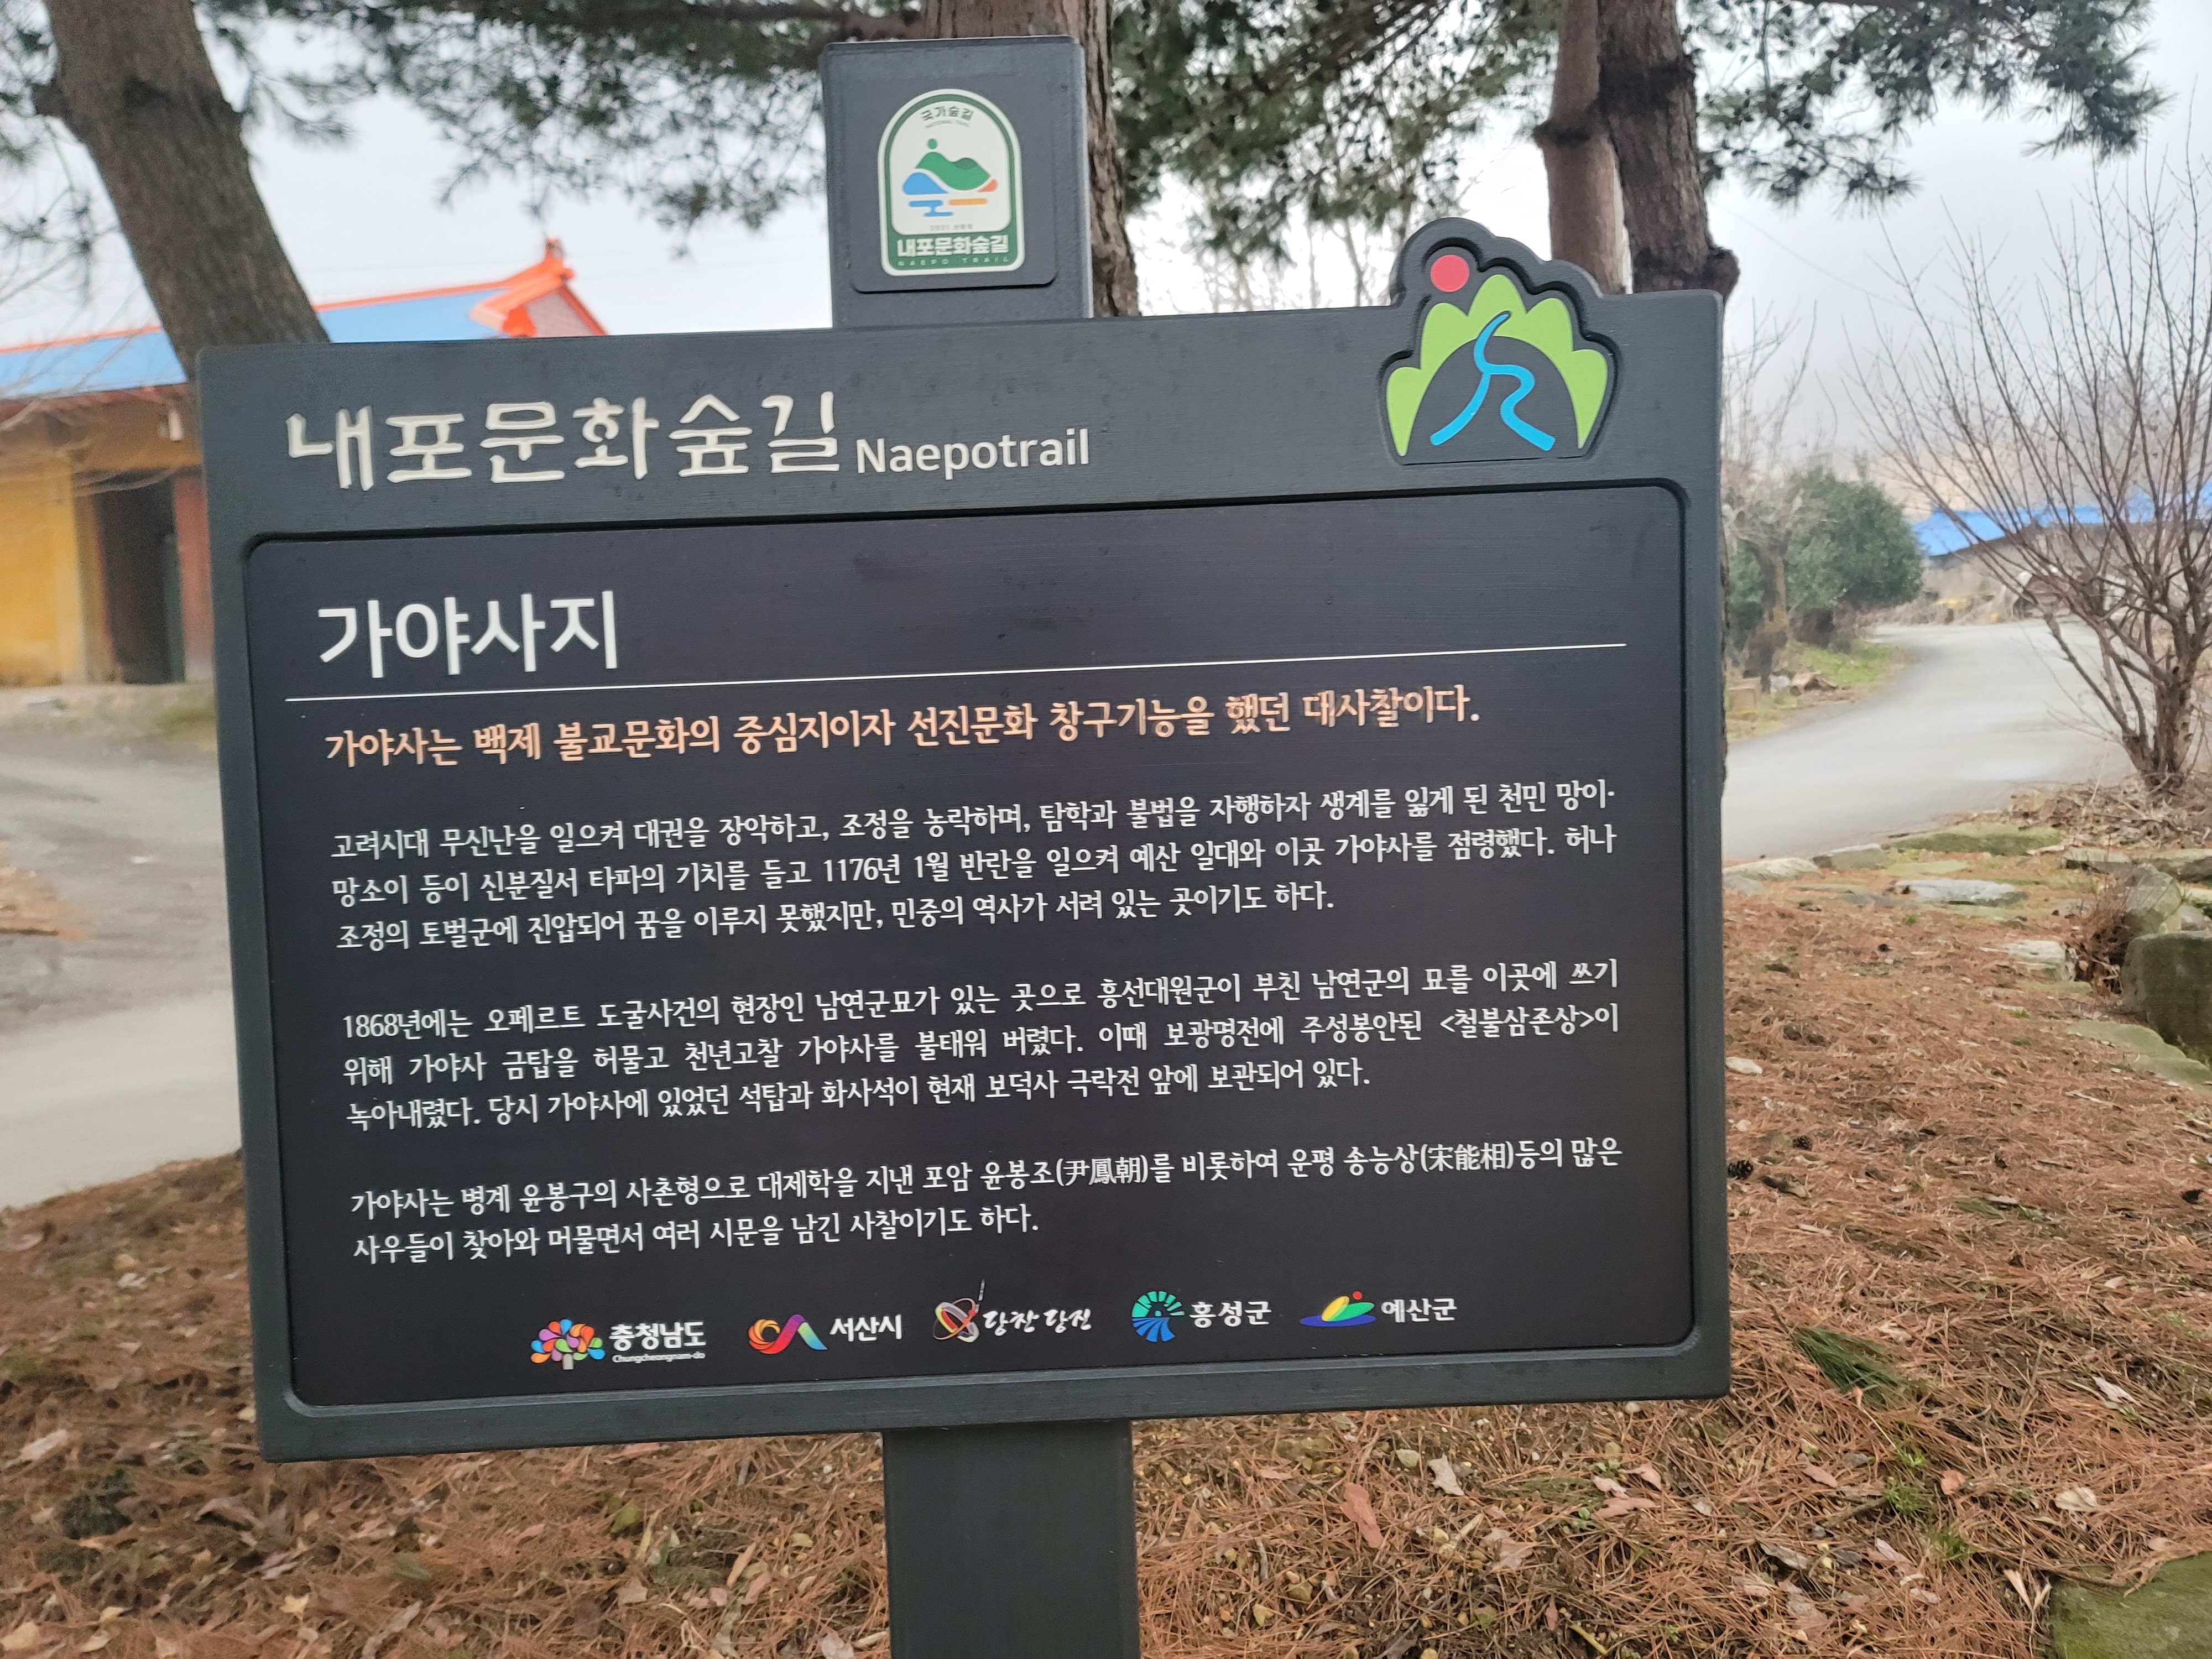 국가숲길
NATIONAL TRAIL
내포문화숲길
NAEPO TRAIL
내포문화숲길 Naepotrail
가야사지
가야사는 백제 불교문화의 중심지이자 선진문화 창구기능을 했던 대사찰이다.
고려시대 무신난을 일으켜 대권을 장악하고, 조정을 농락하며, 탐학과 불법을 자행하자 생계를 잃게 된 천민 망이·
망소이 등이 신분질서 타파의 기치를 들고 1176년 1월 반란을 일으켜 예산 일대와 이곳 가야사를 점령했다. 허나
조정의 토벌군에 진압되어 꿈을 이루지 못했지만, 민중의 역사가 서려 있는 곳이기도 하다.
1868년에는 오페르트 도굴사건의 현장인 남연군묘가 있는 곳으로 흥선대원군이 부친 남연군의 묘를 이곳에 쓰기
위해 가야사 금탑을 허물고 천년고찰 가야사를 불태워 버렸다. 이때 보광명전에 주성봉안된 <철불삼존상>이
녹아내렸다. 당시 가야사에 있었던 석탑과 화사석이 현재 보덕사 극락전 앞에 보관되어 있다.
가야사는 병계 윤봉구의 사촌형으로 대제학을 지낸 포암 윤봉조(尹鳳朝)를 비롯하여 운평 송능상(宋能相)등의 많은
사우들이 찾아와 머물면서 여러 시문을 남긴 사찰이기도 하다.
충청남도 서산시 당찬 당진 홍성군 예산군
Chungcheongnam-do